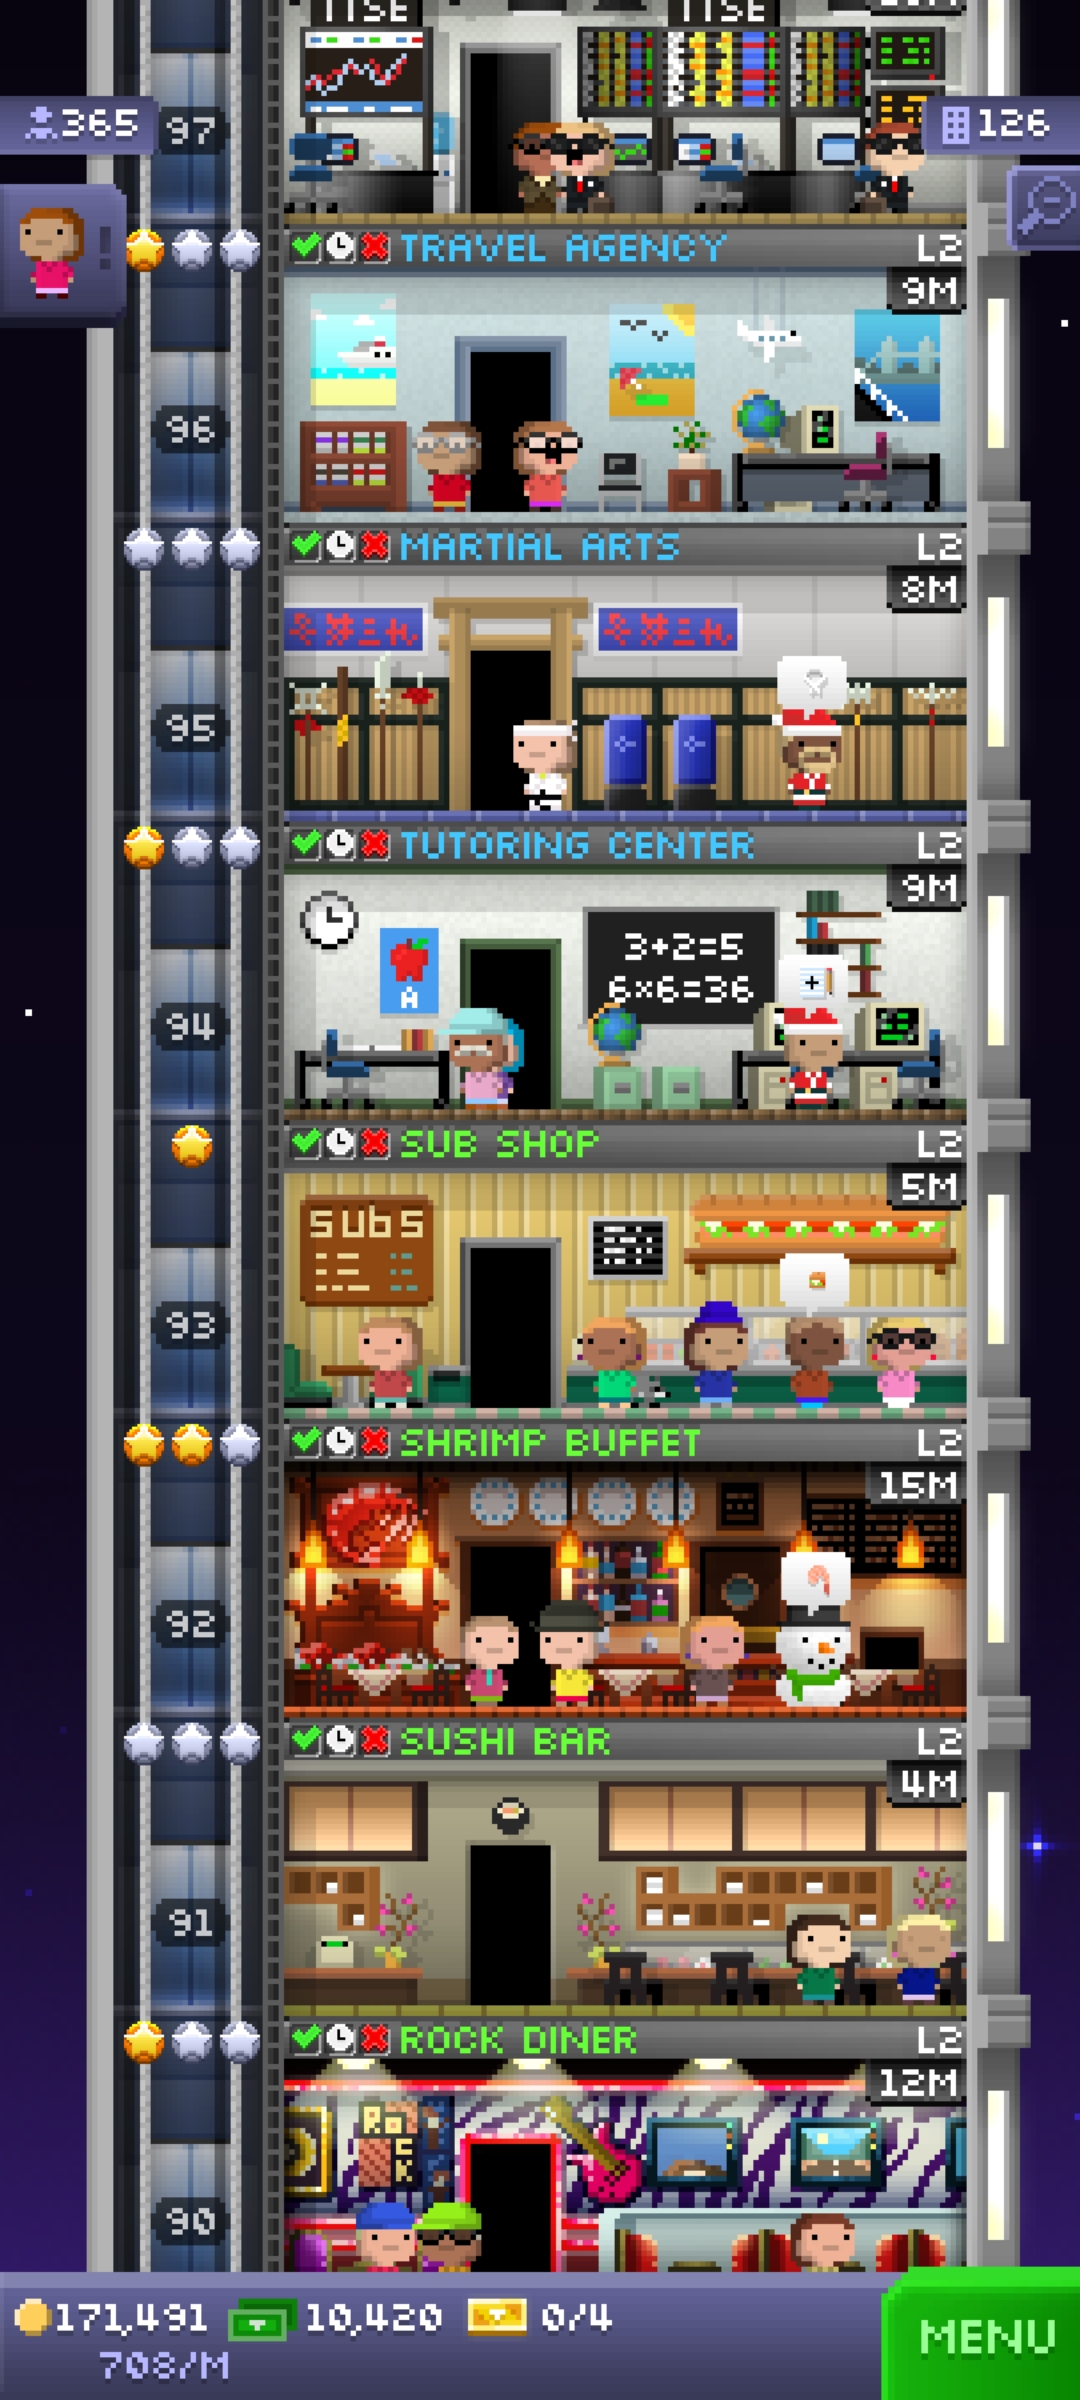 TTSE TTSE
365
97
126
TRAVEL AGENCY L2
9M
96
MARTIAL ARTS L2
8M
95
TUTORING CENTER L2
9M
3+2=5
6×6=36
A
94
SUB SHOP L2
5M
SUBS
93
SHRIMP BUFFET L2
15M
92
SUSHI BAR L2
4M
91
ROCK DINER L2
12M
ROCK
90
171,491 10,420 0/4
708/M
MENU